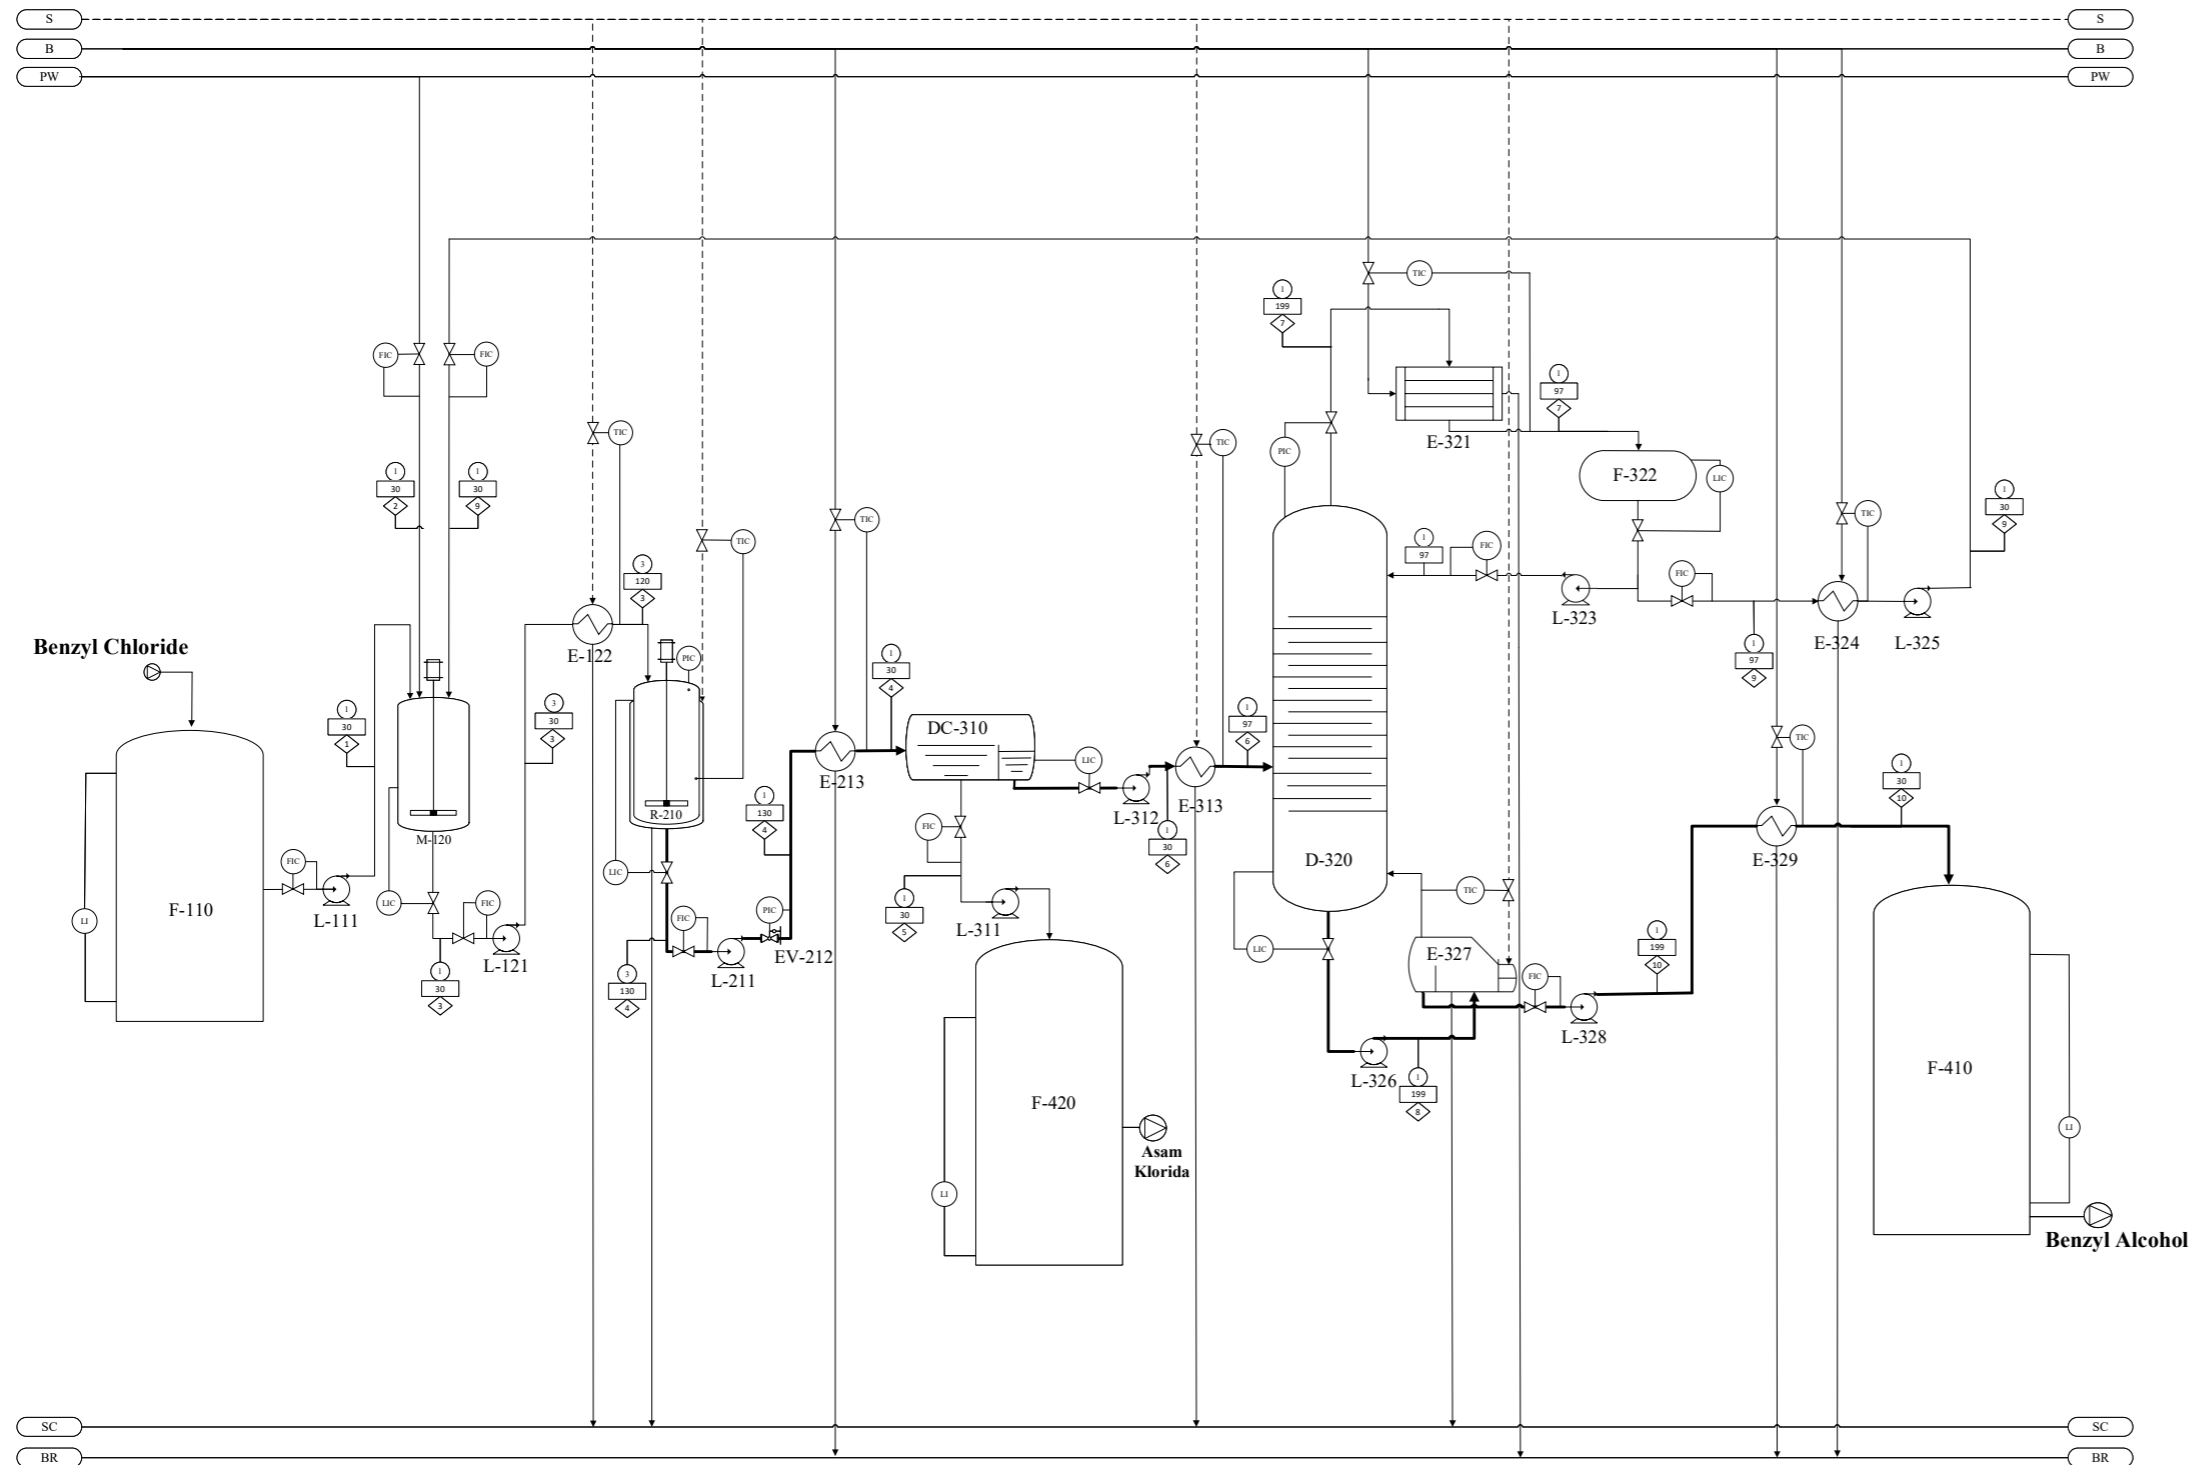 S
S
B
B
PW
PW
TIC
1
199
7
FIC
FIC
1
97
7
E-321
TIC
TIC
PIC
F-322
LIC
1
30
2
1
30
9
1
30
9
TIC
TIC
TIC
1
97
FIC
3
120
3
FIC
L-323
E-324
L-325
Benzyl Chloride
E-122
PIC
1
30
4
1
97
9
1
30
1
3
30
3
1
97
6
DC-310
TIC
LIC
E-213
L-312
E-313
1
30
10
R-210
1
130
4
M-120
FIC
1
30
6
D-320
E-329
FIC
L-111
LIC
FIC
LIC
F-110
LI
TIC
1
30
5
L-311
PIC
FIC
EV-212
L-121
L-211
LIC
E-327
1
199
10
1
30
3
3
130
4
FIC
L-328
L-326
1
199
8
F-410
F-420
LI
Asam
Klorida
LI
Benzyl Alcohol
SC
SC
BR
BR